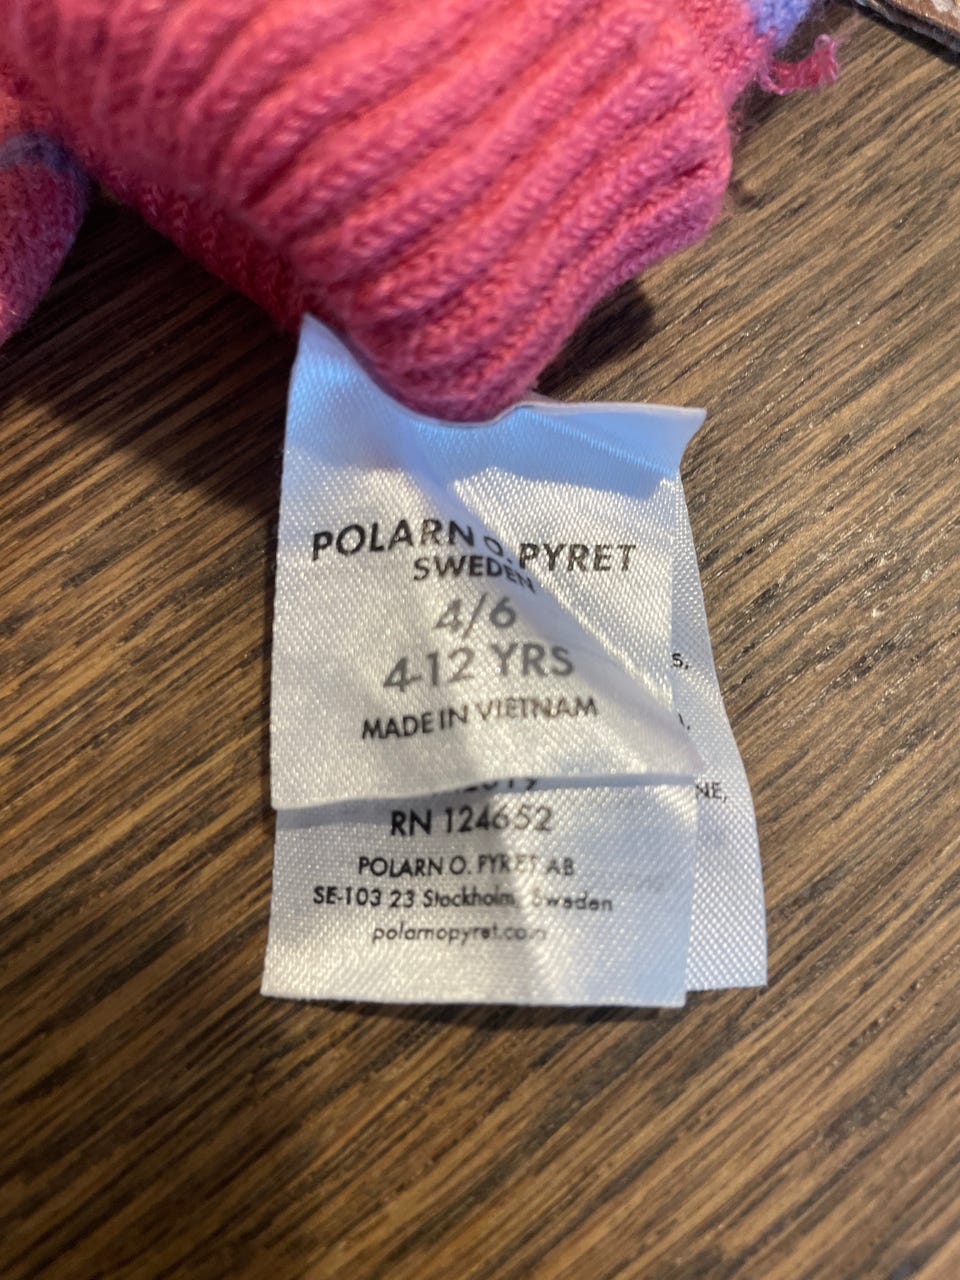 POLARN O. PYRET
SWEDEN
4/6
4-12 YRS
MADE IN VIETNAM
RN 124652
POLARN O. PYRET AB
SE-103 23 Stockholm, Sweden
polarnopyret.com
S,
NE,